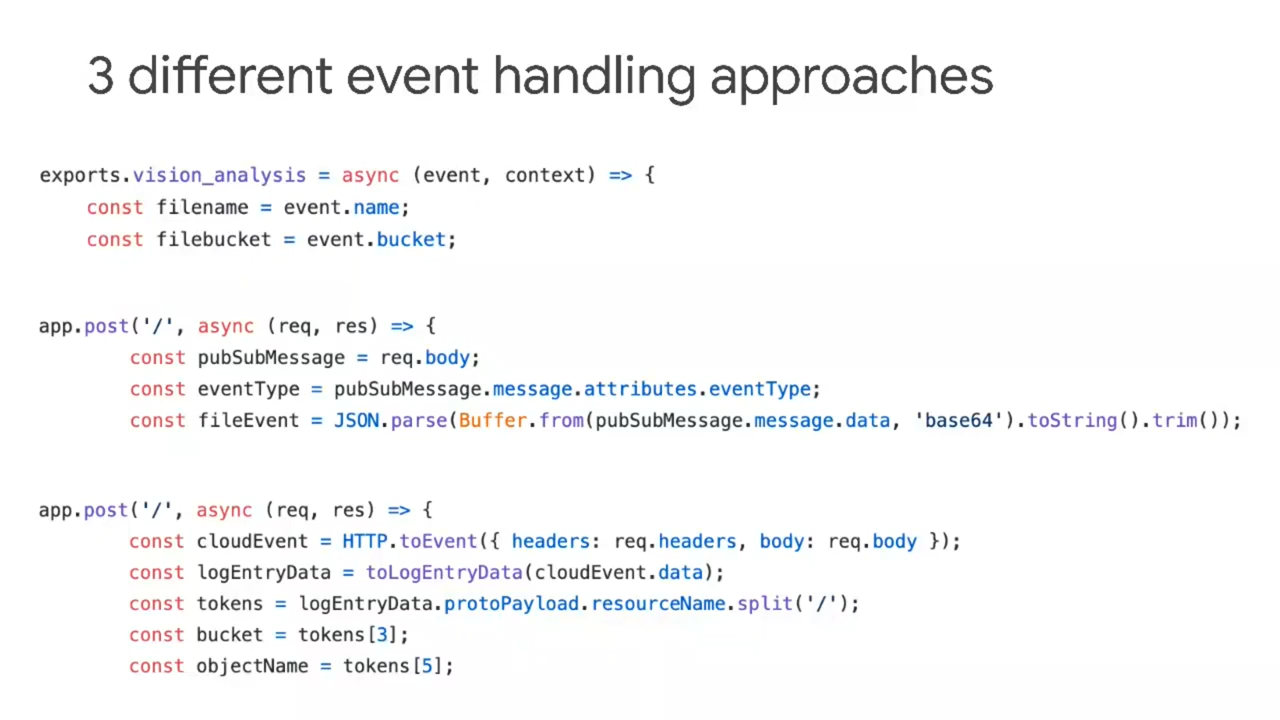 3 different event handling approaches
exports.vision_analysis = async (event, context) => {
    const filename = event.name;
    const filebucket = event.bucket;
app.post('/', async (req, res) => {
        const pubSubMessage = req.body;
        const eventType = pubSubMessage.message.attributes.eventType;
        const fileEvent = JSON.parse(Buffer.from(pubSubMessage.message.data, 'base64').toString().trim());
app.post('/', async (req, res) => {
        const cloudEvent = HTTP.toEvent({ headers: req.headers, body: req.body });
        const logEntryData = toLogEntryData(cloudEvent.data);
        const tokens = logEntryData.protoPayload.resourceName.split('/');
        const bucket = tokens[3];
        const objectName = tokens[5];